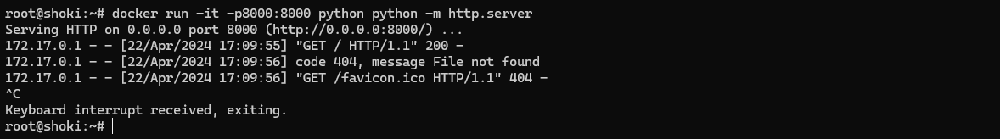 root@shoki:~# docker run -it -p8000:8000 python python -m http.server
Serving HTTP on 0.0.0.0 port 8000 (http://0.0.0.0:8000/) ...
172.17.0.1 - - [22/Apr/2024 17:09:55] "GET / HTTP/1.1" 200 -
172.17.0.1 - - [22/Apr/2024 17:09:56] code 404, message File not found
172.17.0.1 - - [22/Apr/2024 17:09:56] "GET /favicon.ico HTTP/1.1" 404 -
^C
Keyboard interrupt received, exiting.
root@shoki:~#